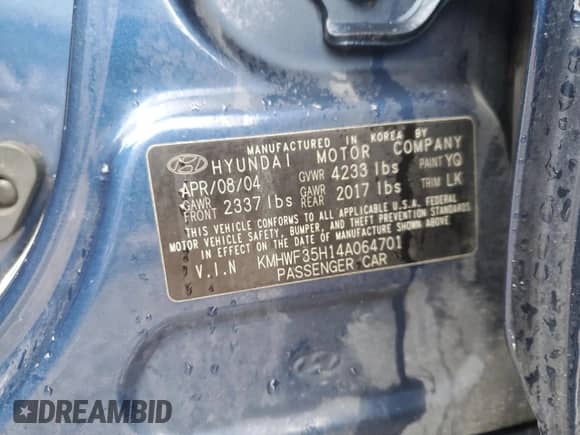 MANUFACTURED IN KOREA BY
HYUNDAI MOTOR COMPANY
APR/08/04 GVWR 4233 lbs PAINT YQ
GAWR FRONT 2337 lbs GAWR REAR 2017 lbs TRIM LK
THIS VEHICLE CONFORMS TO ALL APPLICABLE U.S.A. FEDERAL
MOTOR VEHICLE SAFETY, BUMPER, AND THEFT PREVENTION STANDARDS
IN EFFECT ON THE DATE OF MANUFACTURE SHOWN ABOVE.
V.I.N KMHWF35H14A064701
PASSENGER CAR
DREAMBID